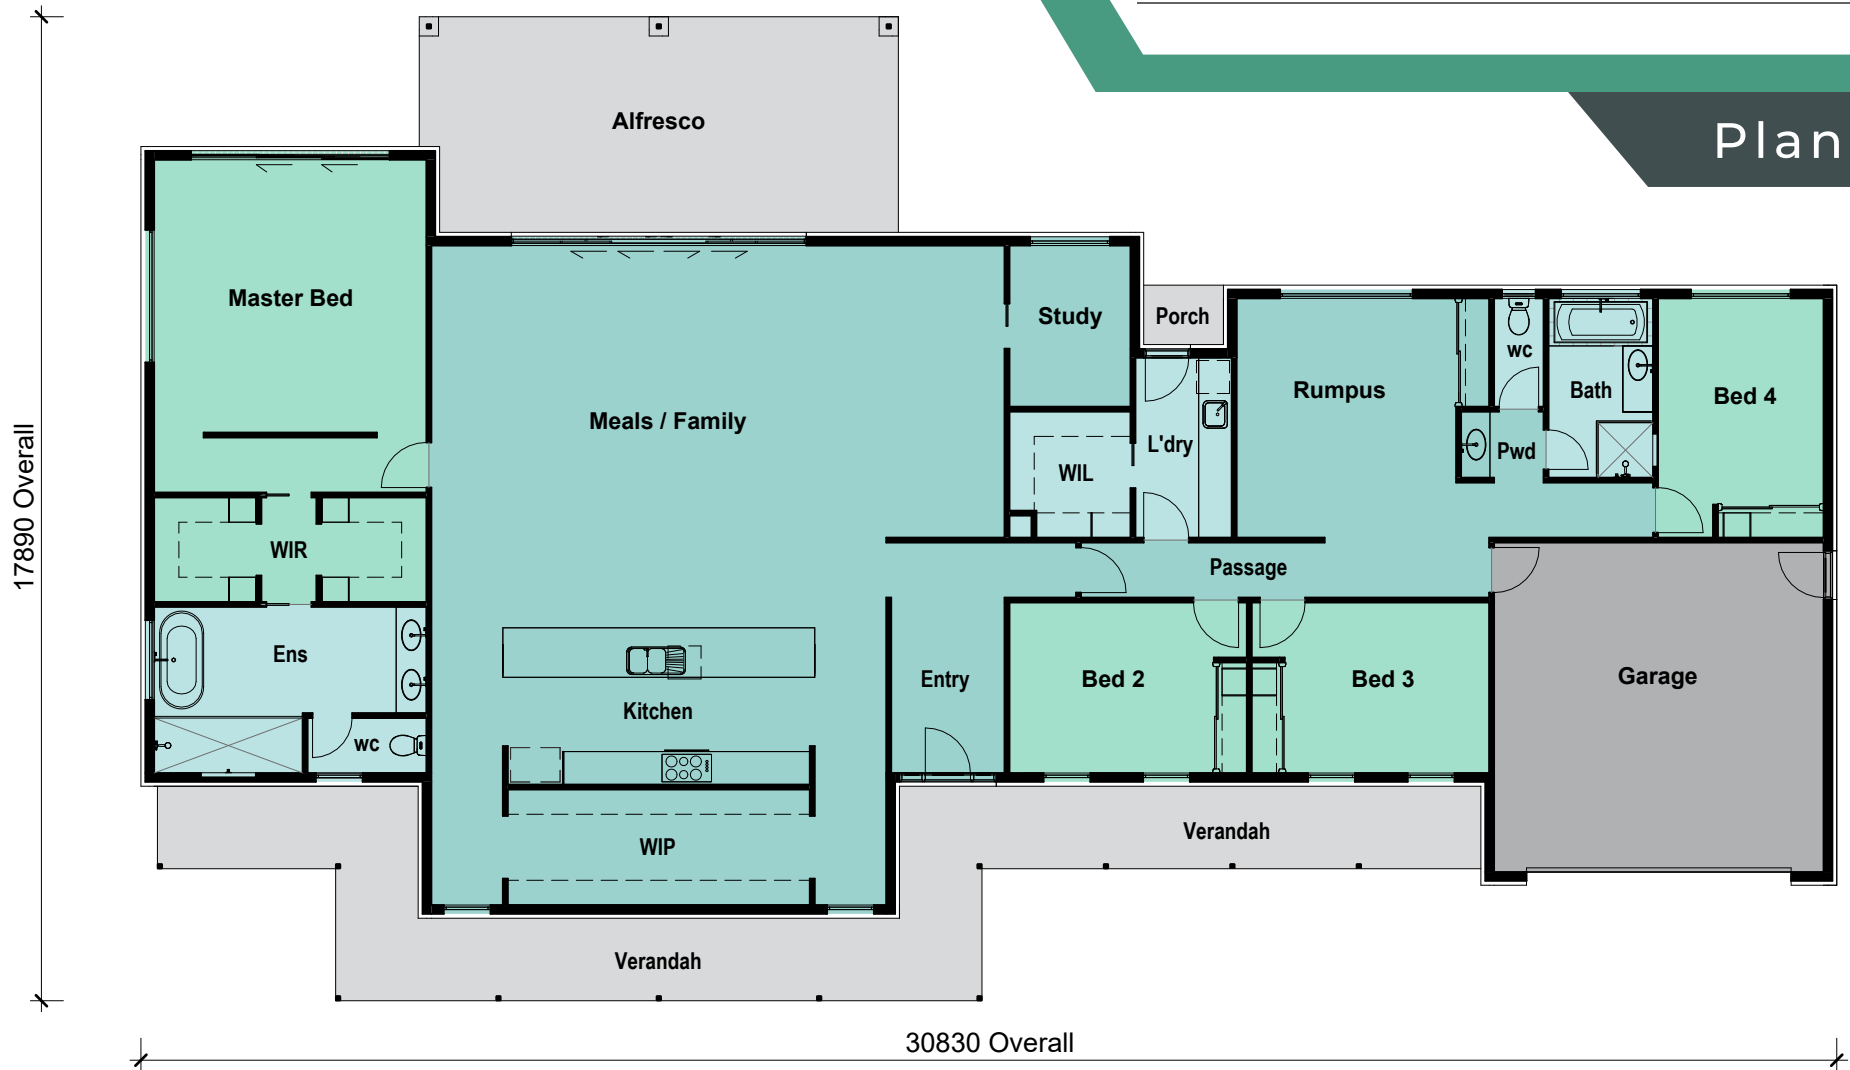 Plan
Alfresco
Master Bed
Study
Porch
wc
Rumpus
Bath
Bed 4
Meals / Family
L'dry
Pwd
WIL
17890 Overall
WIR
Passage
Ens
Entry
Bed 2
Bed 3
Garage
Kitchen
wc
Verandah
WIP
Verandah
30830 Overall